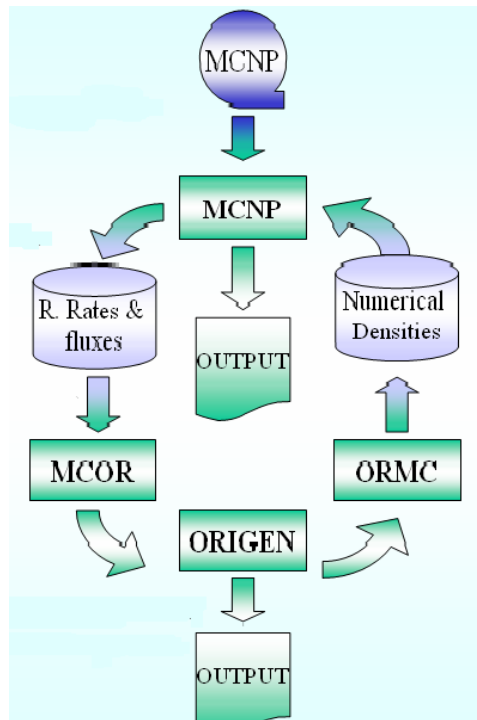 MCNP
MCNP
R. Rates &
fluxes
Numerical
Densities
OUTPUT
MCOR
ORMC
ORIGEN
OUTPUT